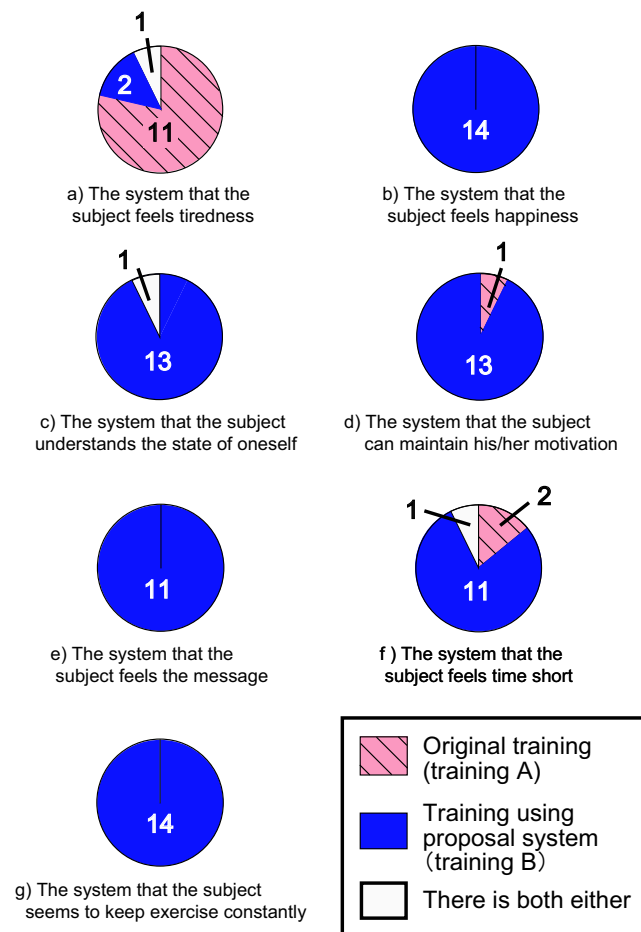 1
2
11
a) The system that the
subject feels tiredness
14
b) The system that the
subject feels happiness
1
13
c) The system that the subject
understands the state of oneself
1
13
d) The system that the subject
can maintain his/her motivation
11
e) The system that the
subject feels the message
1
2
11
f ) The system that the
subject feels time short
14
g) The system that the subject
seems to keep exercise constantly
Original training
(training A)
Training using
proposal system
（training B）
There is both either